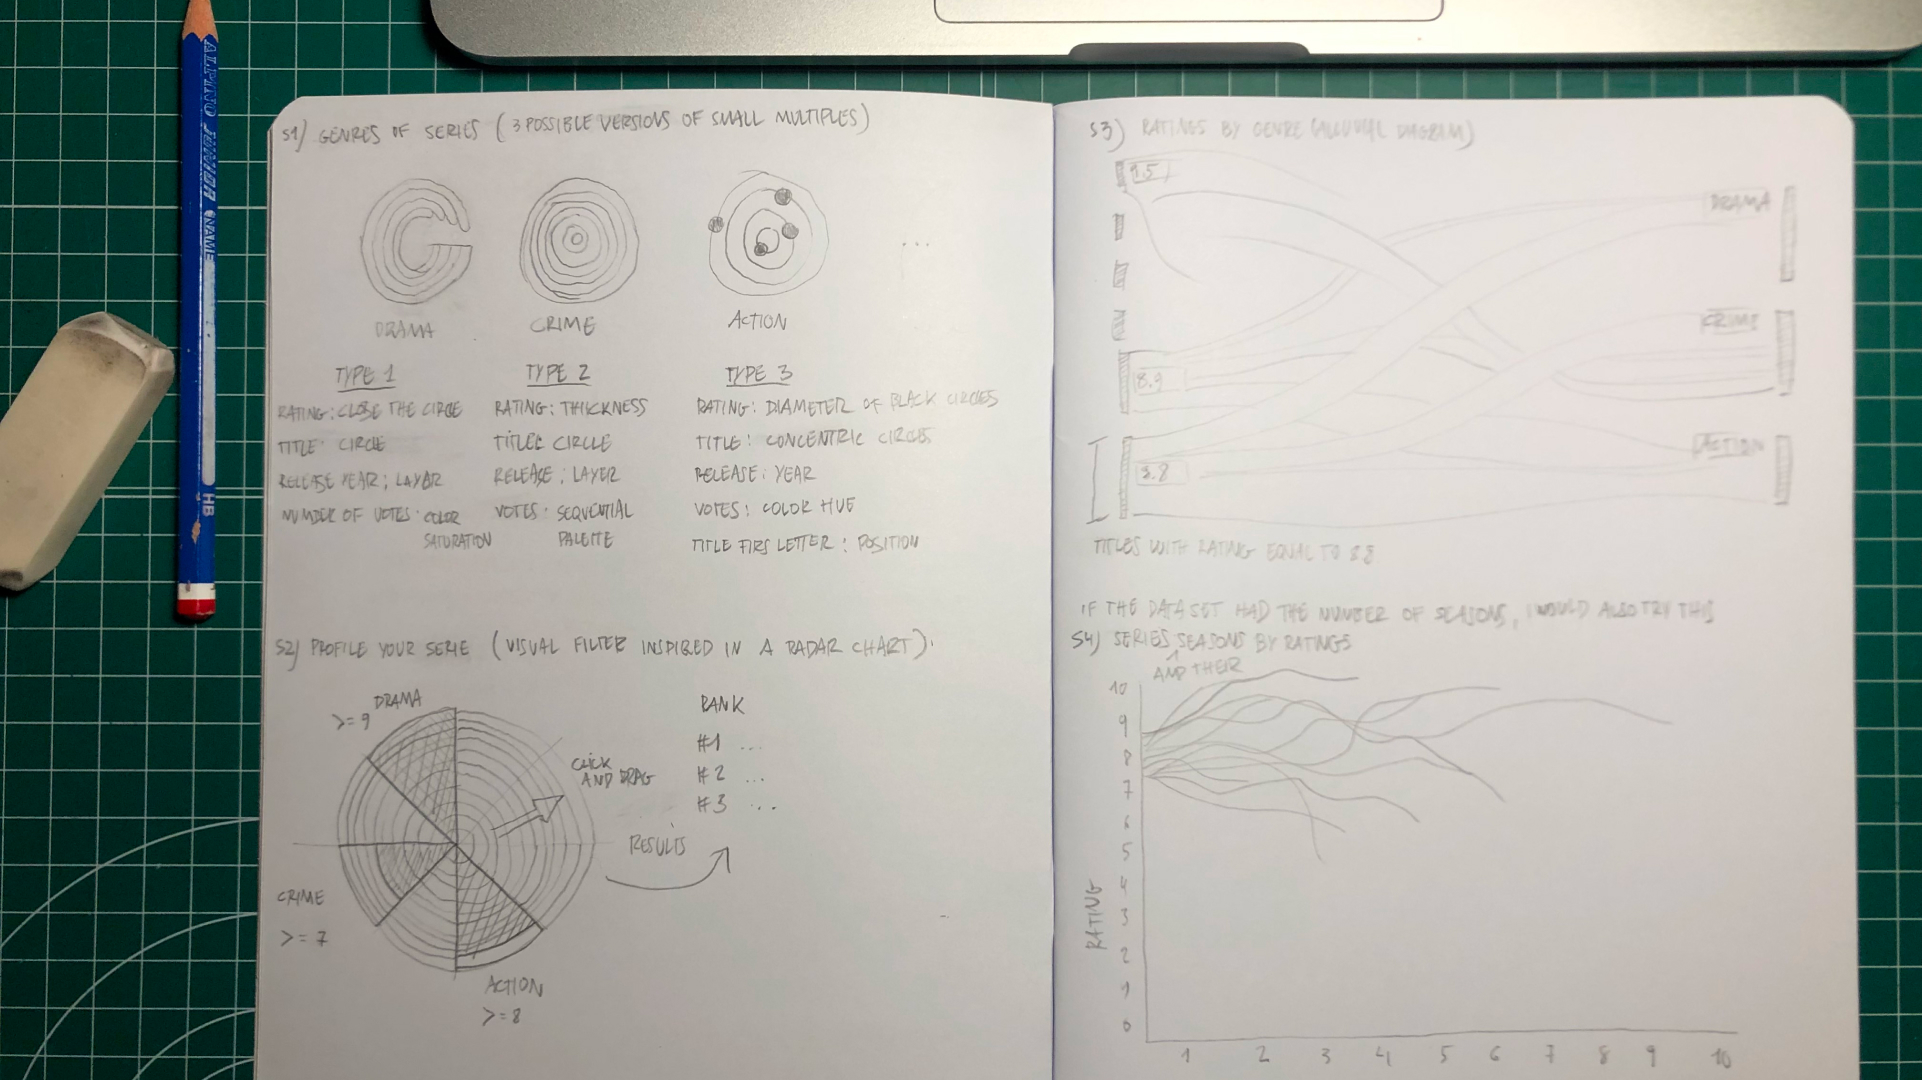 S1) GENRES OF SERIES (3 POSSIBLE VERSIONS OF SMALL MULTIPLES)
DRAMA
CRIME
ACTION
...
TYPE 1
RATING: CLOSE THE CIRCLE
TITLE: CIRCLE
RELEASE YEAR: LAYER
NUMBER OF VOTES: COLOR
SATURATION
TYPE 2
RATING: THICKNESS
TITLE: CIRCLE
RELEASE: LAYER
VOTES: SEQUENTIAL
PALETTE
TYPE 3
RATING: DIAMETER OF BLACK CIRCLES
TITLE: CONCENTRIC CIRCLES
RELEASE: YEAR
VOTES: COLOR HUE
TITLE FIRS LETTER: POSITION
S2) PROFILE YOUR SERIE (VISUAL FILTER INSPIRED IN A RADAR CHART).
DRAMA
>=9
CLICK
AND DRAG
CRIME
>=7
ACTION
>=8
RESULTS
RANK
#1 ...
#2 ...
#3 ...
S3) RATINGS BY GENRE (ALLUVIAL DIAGRAM)
9.5
8.9
8.8
DRAMA
CRIME
ACTION
TITLES WITH RATING EQUAL TO 8.8
IF THE DATASET HAD THE NUMBER OF SEASONS, I WOULD ALSO TRY THIS
S4) SERIES SEASONS BY RATINGS
AND THEIR
RATING
10
9
8
7
6
5
4
3
2
1
0
1 2 3 4 5 6 7 8 9 10
ALPINO JUNIOR
NAME
HB